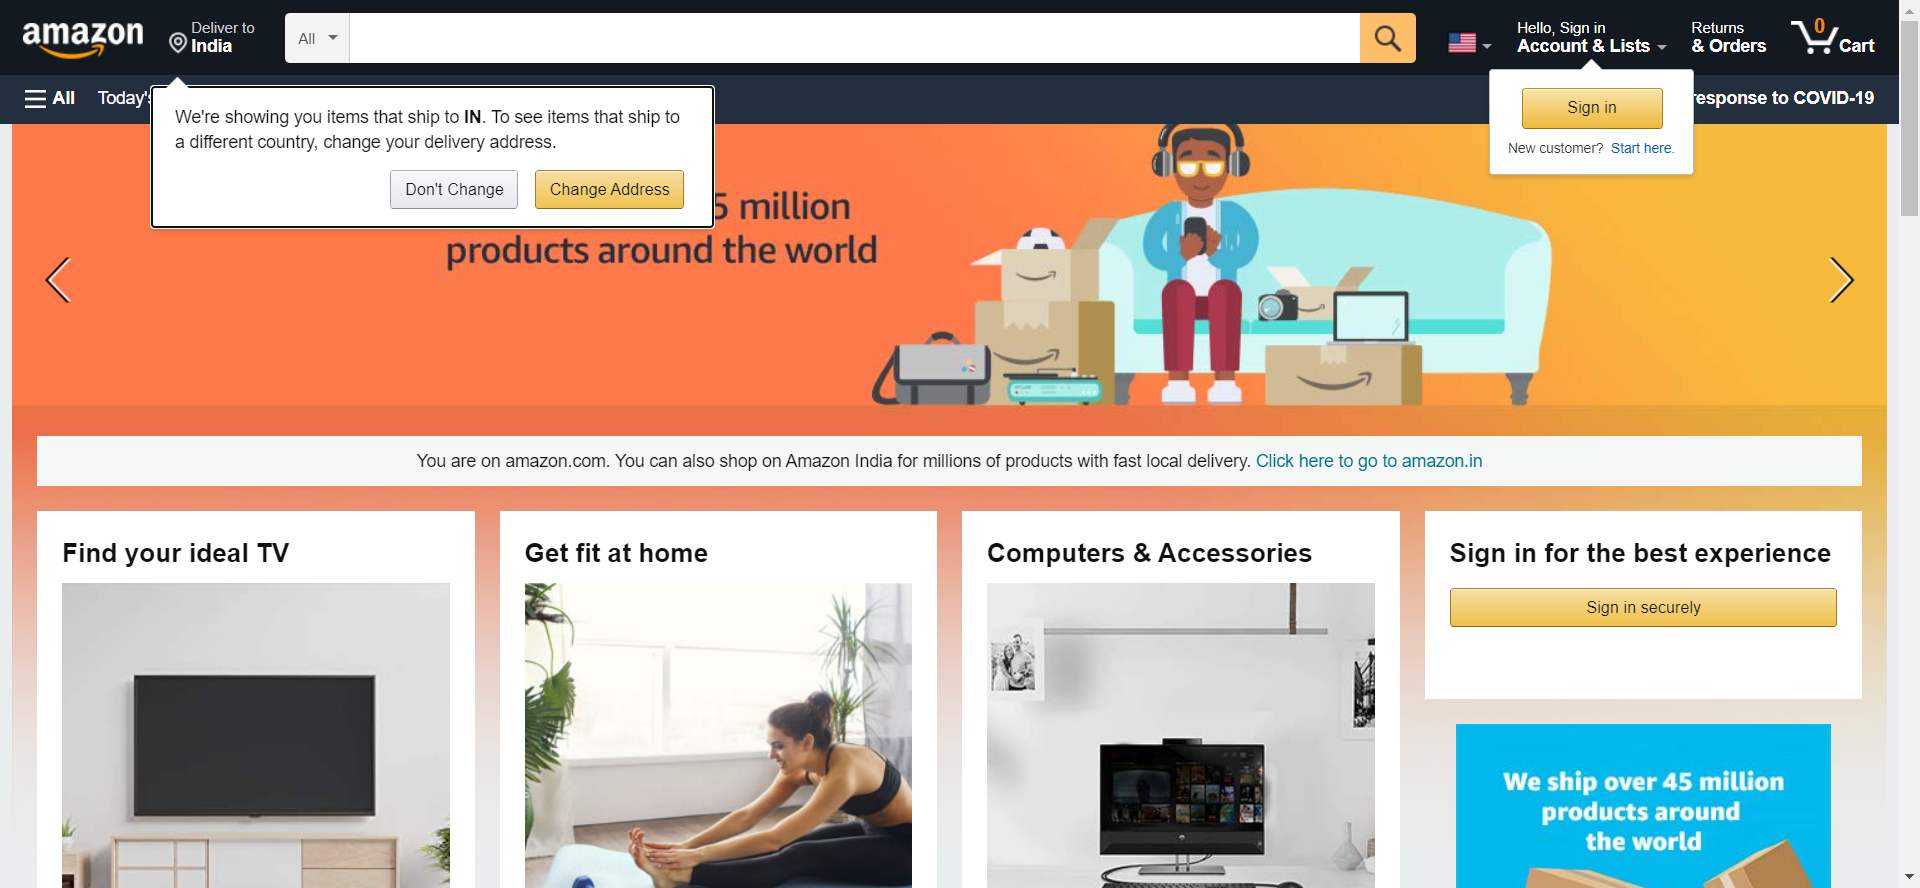 amazon
Deliver to
India
All
Hello, Sign in
Account & Lists
Returns
& Orders
0
Cart
All
Today's
response to COVID-19
We're showing you items that ship to IN. To see items that ship to
a different country, change your delivery address.
Don't Change
Change Address
Sign in
New customer? Start here.
5 million
products around the world
You are on amazon.com. You can also shop on Amazon India for millions of products with fast local delivery. Click here to go to amazon.in
Find your ideal TV
Get fit at home
Computers & Accessories
Sign in for the best experience
Sign in securely
We ship over 45 million
products around
the world